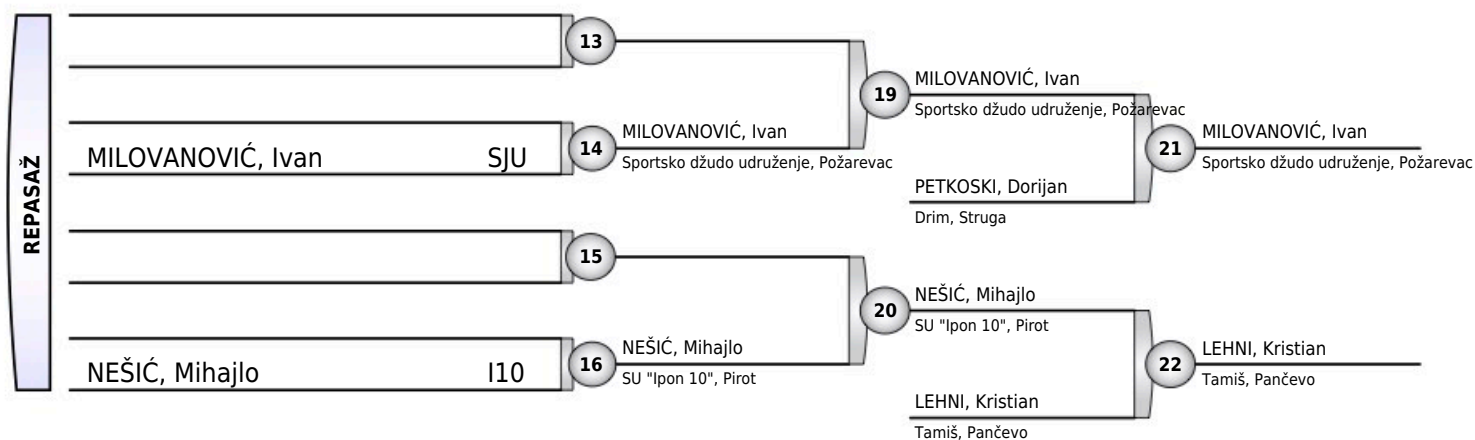 REPASAŽ
13
MILOVANOVIĆ, Ivan SJU
14
MILOVANOVIĆ, Ivan
Sportsko džudo udruženje, Požarevac
15
NEŠIĆ, Mihajlo I10
16
NEŠIĆ, Mihajlo
SU "Ipon 10", Pirot
19
MILOVANOVIĆ, Ivan
Sportsko džudo udruženje, Požarevac
PETKOSKI, Dorijan
Drim, Struga
20
NEŠIĆ, Mihajlo
SU "Ipon 10", Pirot
LEHNI, Kristian
Tamiš, Pančevo
21
MILOVANOVIĆ, Ivan
Sportsko džudo udruženje, Požarevac
22
LEHNI, Kristian
Tamiš, Pančevo